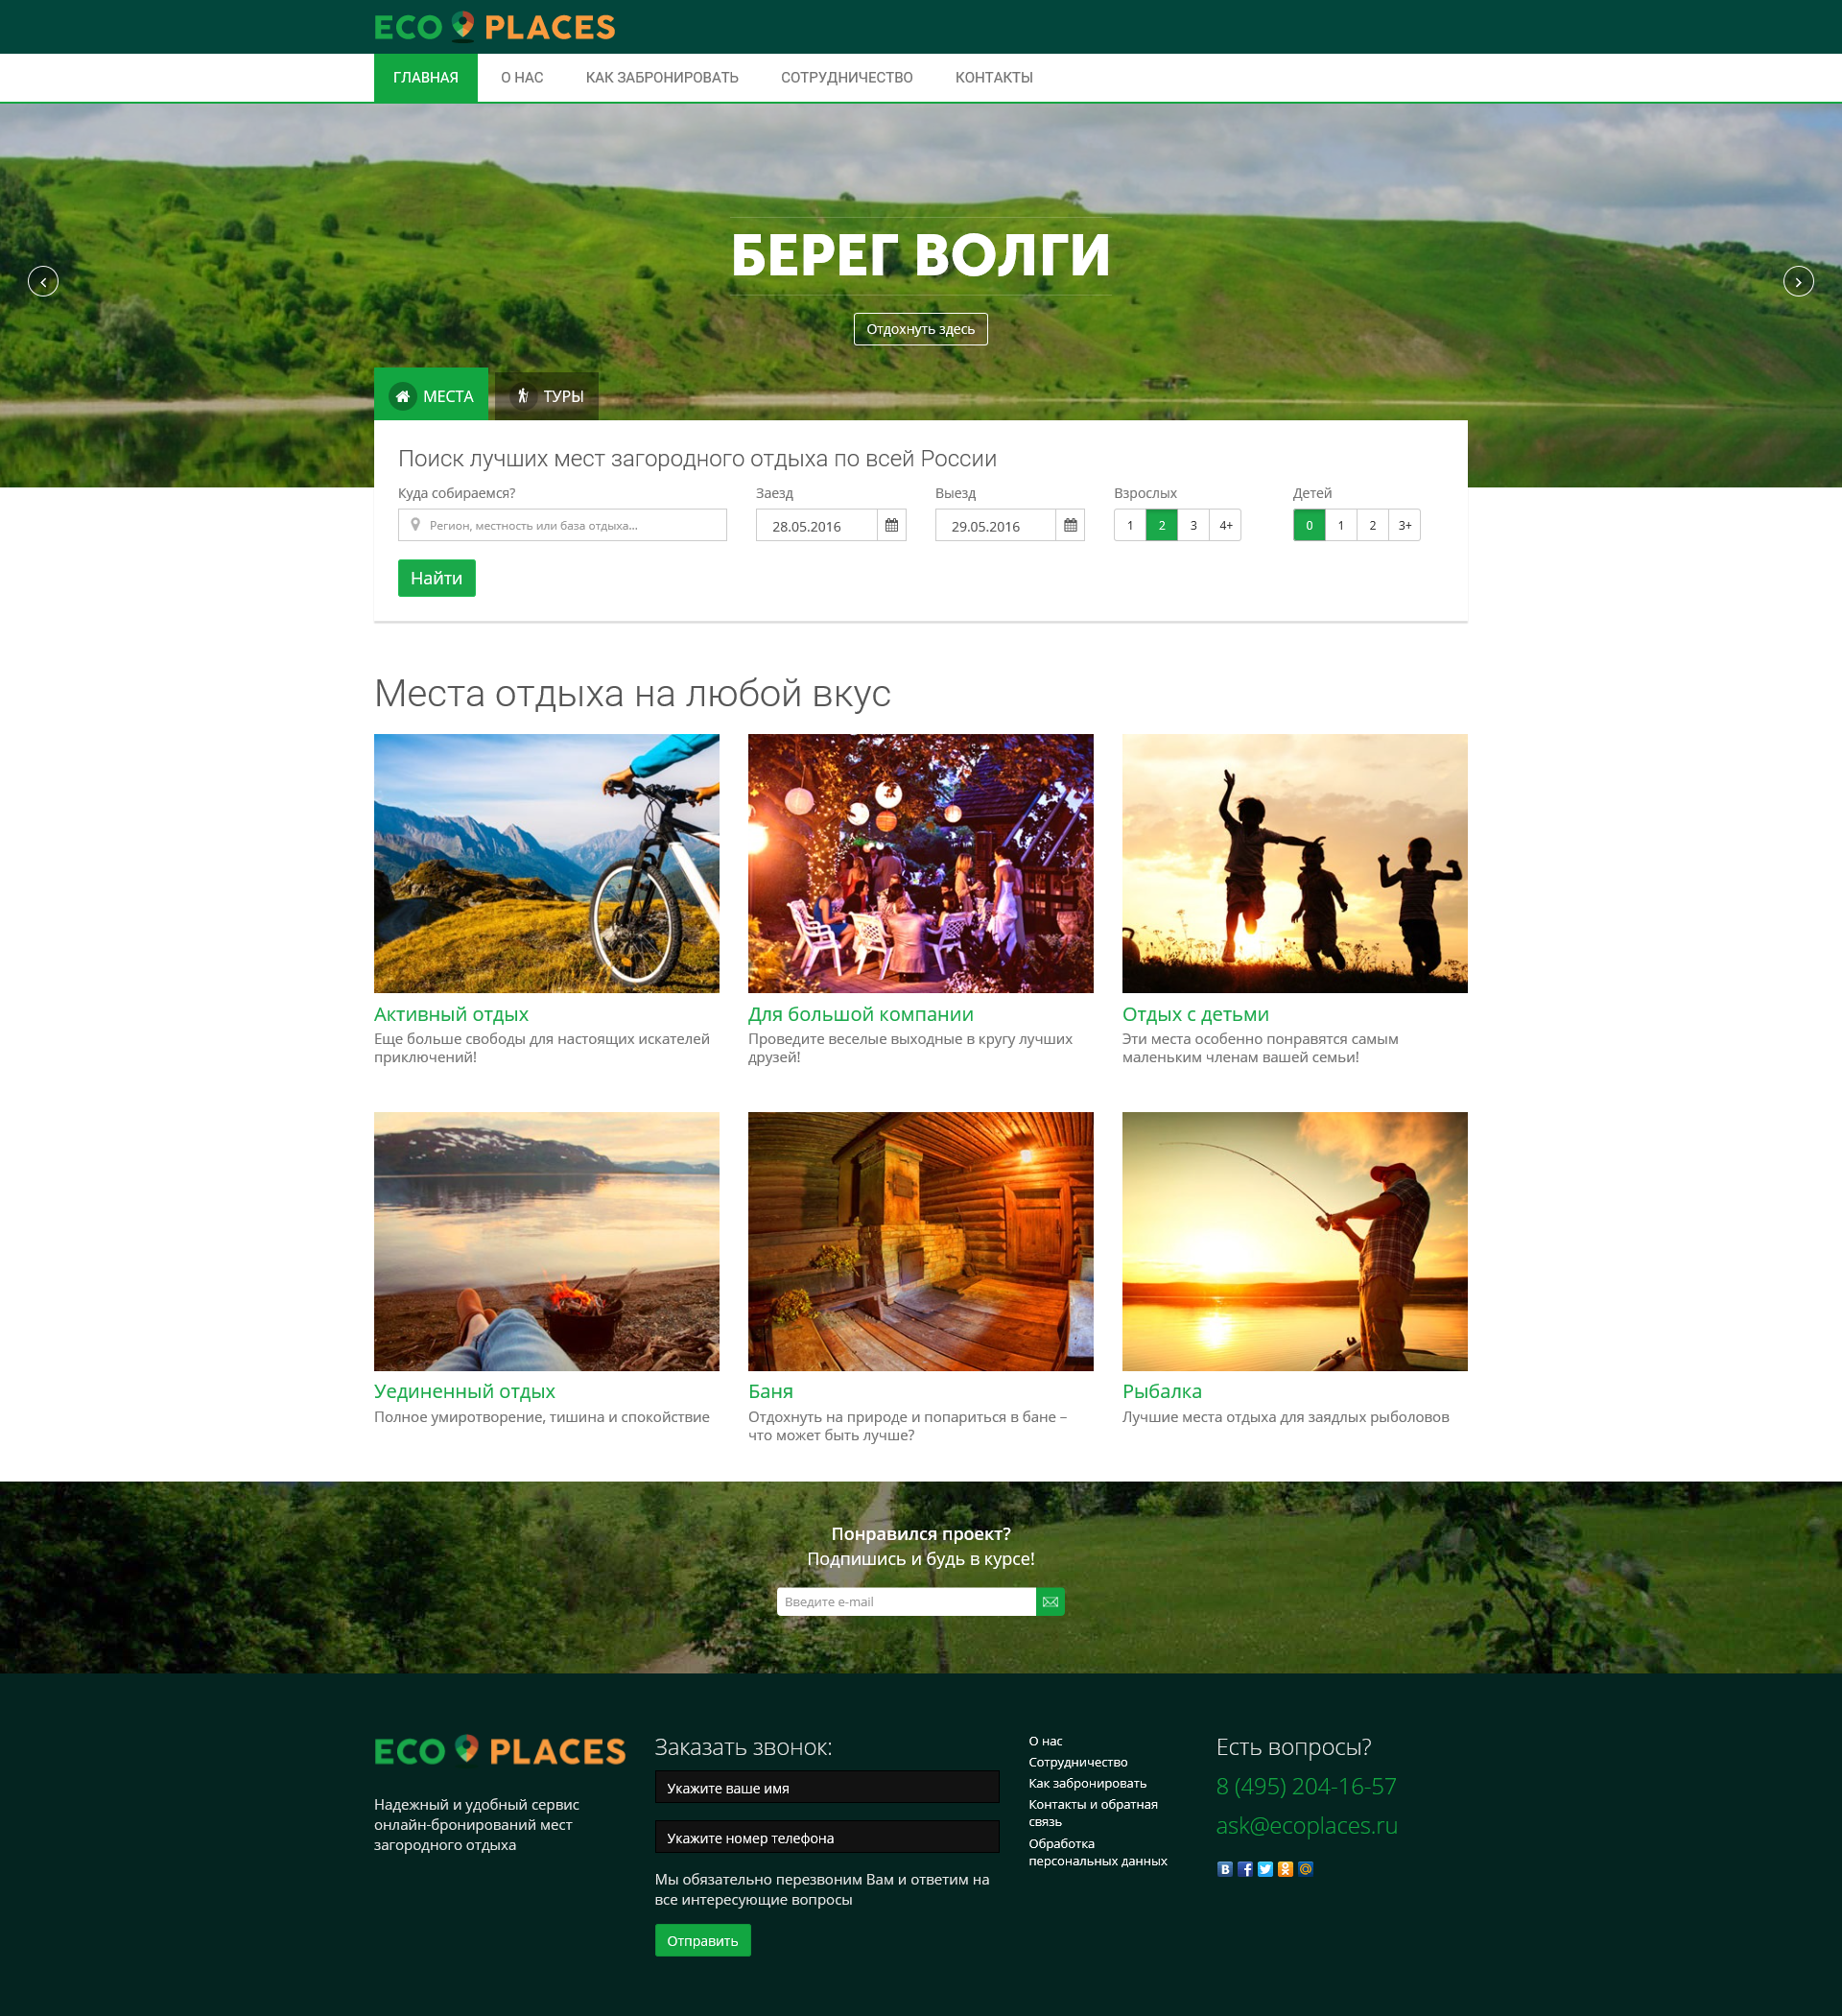 ECO PLACES
ГЛАВНАЯ О НАС КАК ЗАБРОНИРОВАТЬ СОТРУДНИЧЕСТВО КОНТАКТЫ
БЕРЕГ ВОЛГИ
Отдохнуть здесь
МЕСТА ТУРЫ
Поиск лучших мест загородного отдыха по всей России
Куда собираемся? Заезд Выезд Взрослых Детей
Регион, местность или база отдыха... 28.05.2016 29.05.2016 1 2 3 4+ 0 1 2 3+
Найти
Места отдыха на любой вкус
Активный отдых
Еще больше свободы для настоящих искателей
приключений!
Для большой компании
Проведите веселые выходные в кругу лучших
друзей!
Отдых с детьми
Эти места особенно понравятся самым
маленьким членам вашей семьи!
Уединенный отдых
Полное умиротворение, тишина и спокойствие
Баня
Отдохнуть на природе и попариться в бане –
что может быть лучше?
Рыбалка
Лучшие места отдыха для заядлых рыболовов
Понравился проект?
Подпишись и будь в курсе!
Введите e-mail
ECO PLACES
Надежный и удобный сервис
онлайн-бронирований мест
загородного отдыха
Заказать звонок:
Укажите ваше имя
Укажите номер телефона
Мы обязательно перезвоним Вам и ответим на
все интересующие вопросы
Отправить
О нас
Сотрудничество
Как забронировать
Контакты и обратная
связь
Обработка
персональных данных
Есть вопросы?
8 (495) 204-16-57
ask@ecoplaces.ru